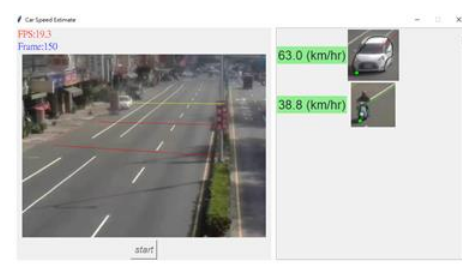 Car Speed Estimate
FPS:19.3
Frame:150
63.0 (km/hr)
38.8 (km/hr)
start